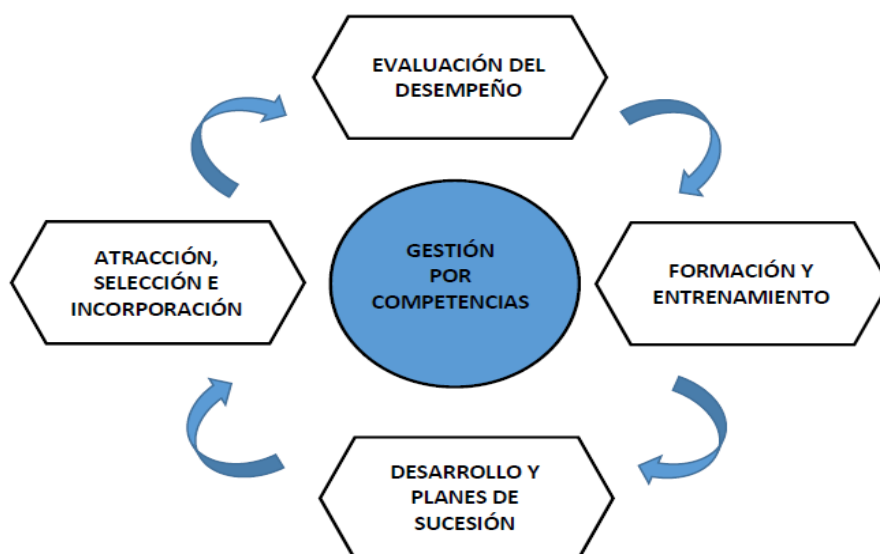 EVALUACIÓN DEL
DESEMPEÑO
ATRACCIÓN,
SELECCIÓN E
INCORPORACIÓN
GESTIÓN
POR
COMPETENCIAS
FORMACIÓN Y
ENTRENAMIENTO
DESARROLLO Y
PLANES DE
SUCESIÓN